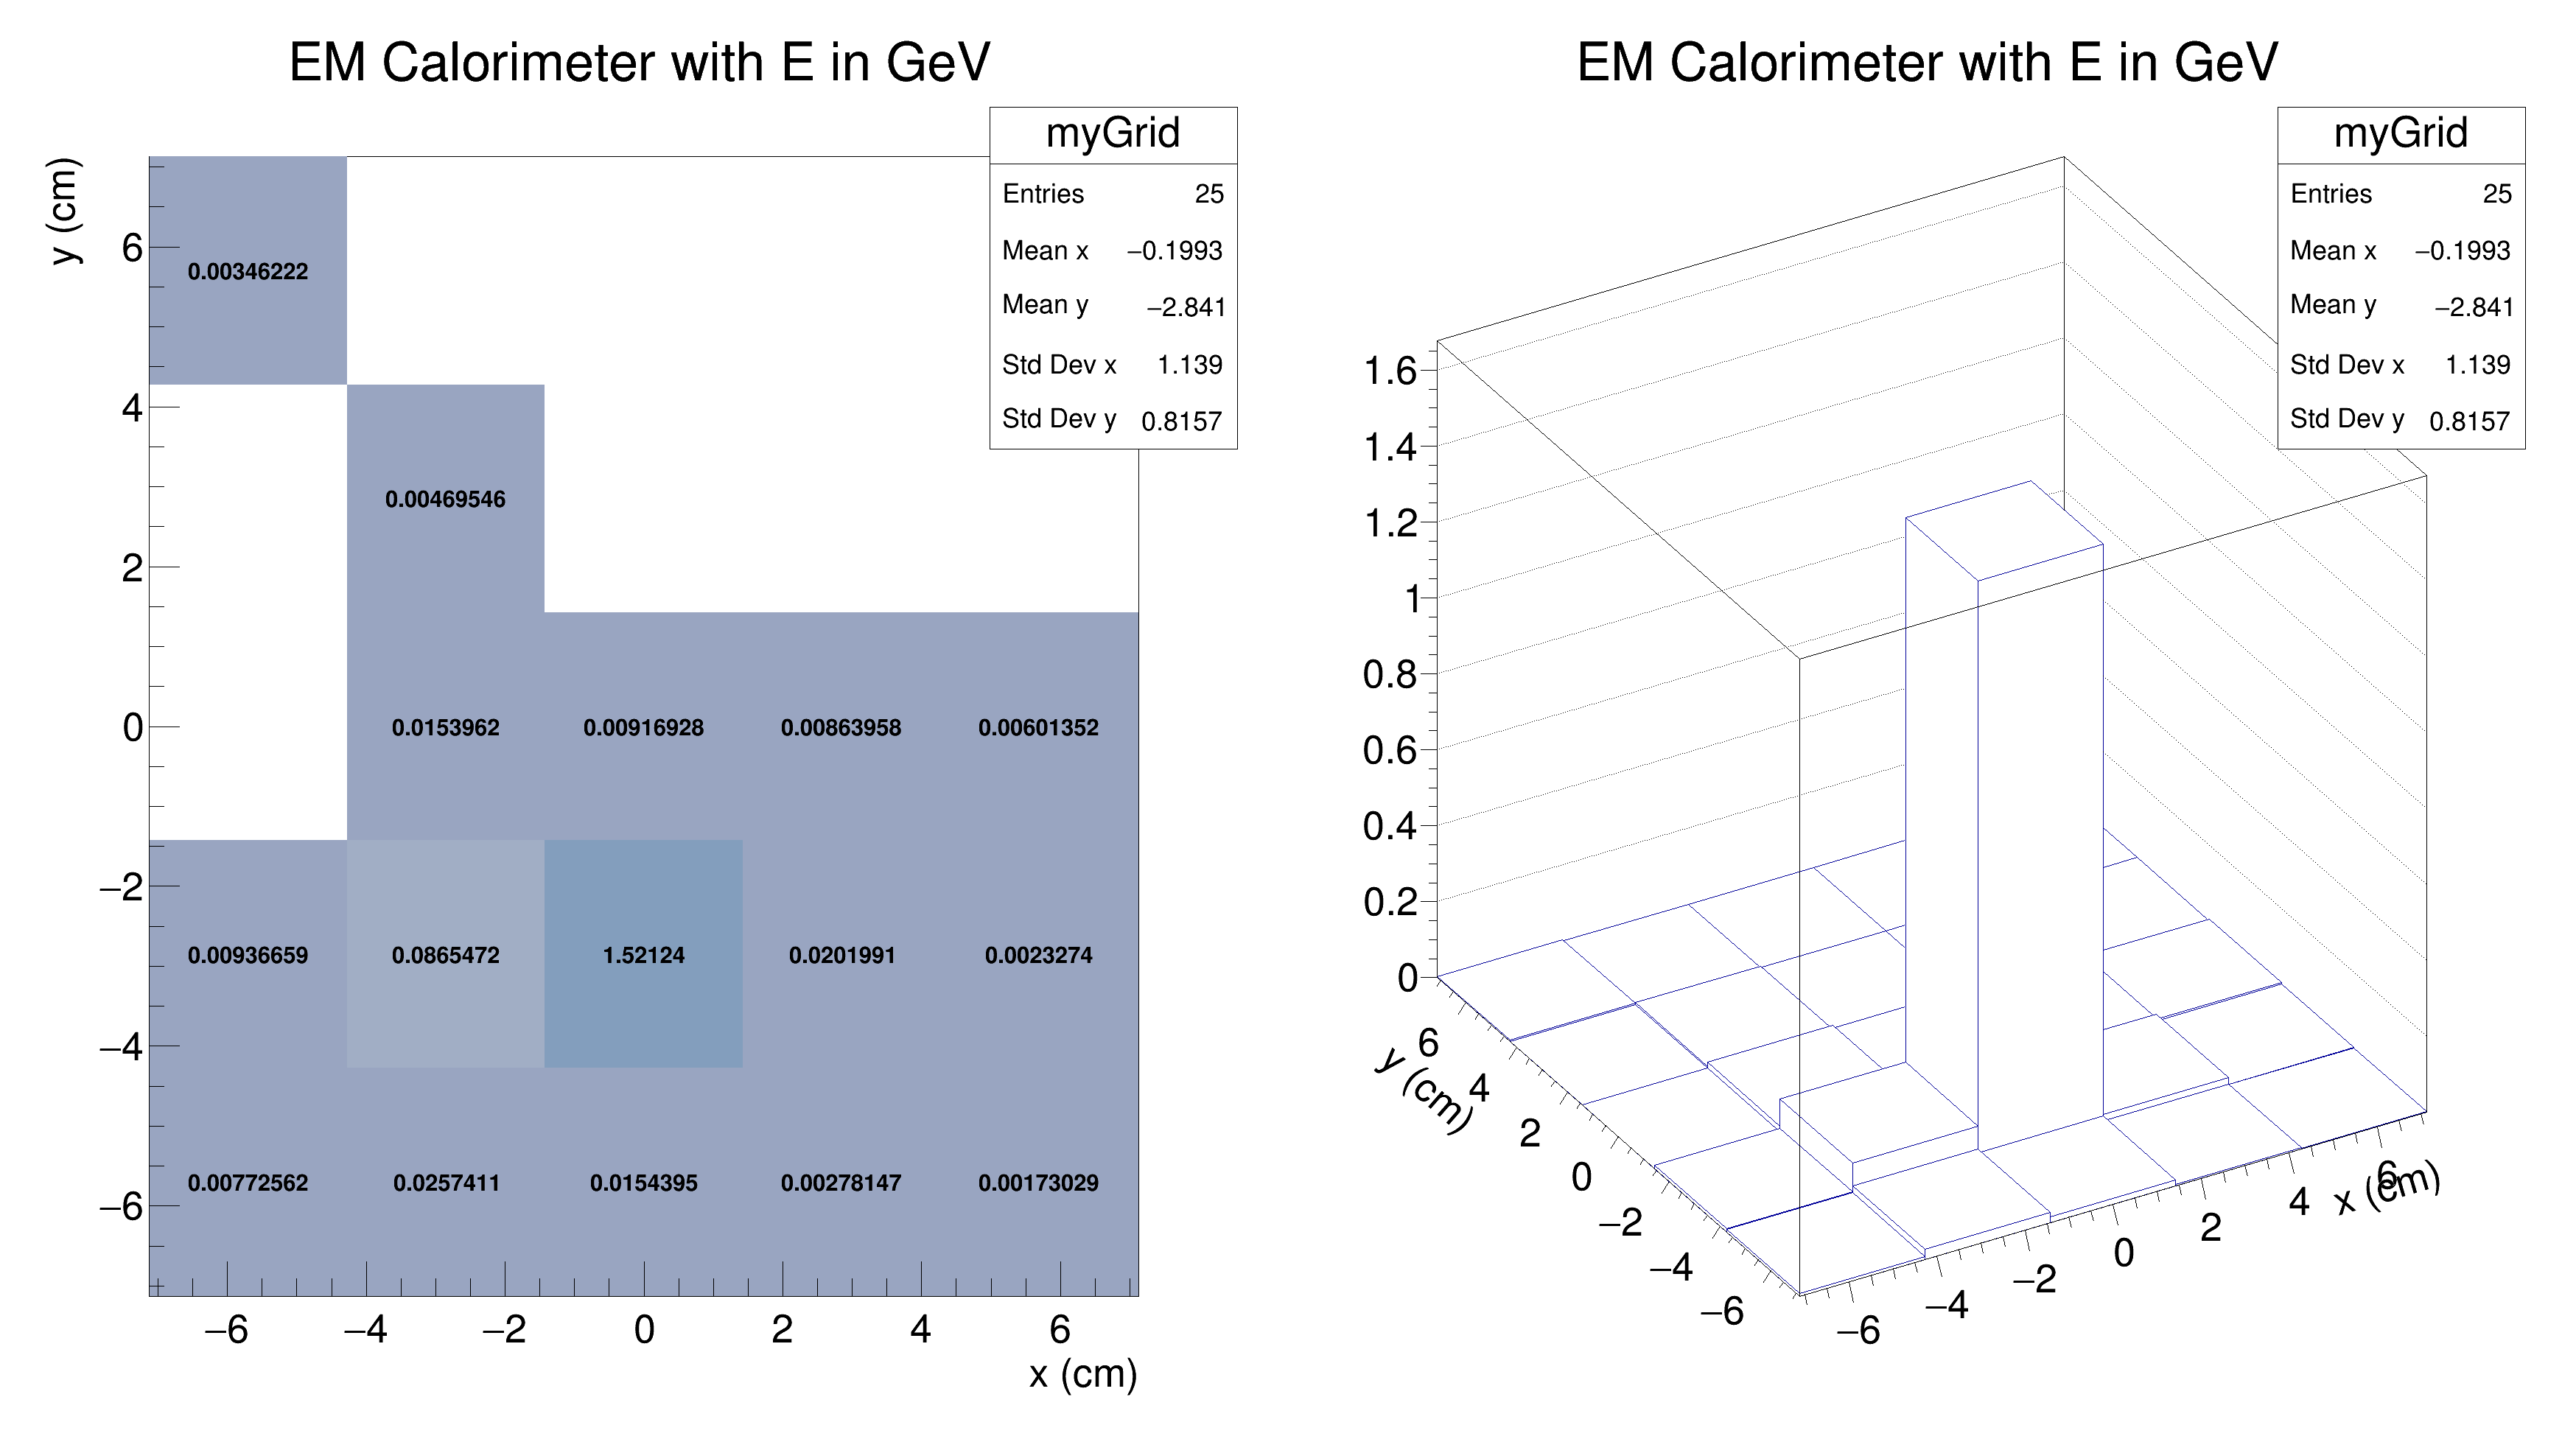 EM Calorimeter with E in GeV
myGrid
Entries 25
Mean x −0.1993
Mean y −2.841
Std Dev x 1.139
Std Dev y 0.8157
y (cm)
6
4
2
0
−2
−4
−6
0.00346222
0.00469546
0.0153962 0.00916928 0.00863958 0.00601352
0.00936659 0.0865472 1.52124 0.0201991 0.0023274
0.00772562 0.0257411 0.0154395 0.00278147 0.00173029
−6 −4 −2 0 2 4 6
x (cm)
EM Calorimeter with E in GeV
myGrid
Entries 25
Mean x −0.1993
Mean y −2.841
Std Dev x 1.139
Std Dev y 0.8157
1.6
1.4
1.2
1
0.8
0.6
0.4
0.2
0
y (cm)
6
4
2
0
−2
−4
−6
−6
−4
−2
0
2
4
6
x (cm)